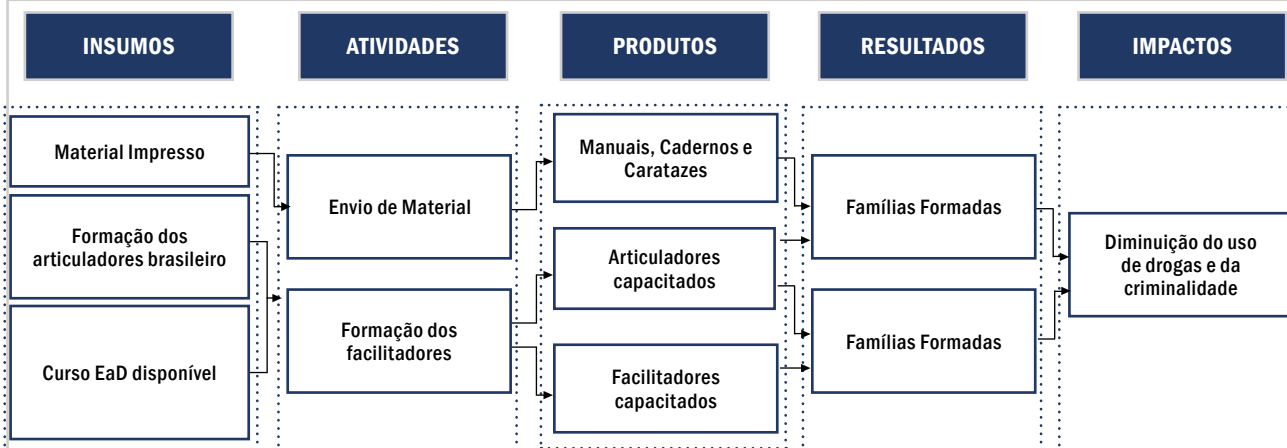 INSUMOS
ATIVIDADES
PRODUTOS
RESULTADOS
IMPACTOS
Material Impresso
Formação dos
articuladores brasileiro
Curso EaD disponível
Envio de Material
Formação dos
facilitadores
Manuais, Cadernos e
Caratazes
Articuladores
capacitados
Facilitadores
capacitados
Famílias Formadas
Famílias Formadas
Diminuição do uso
de drogas e da
criminalidade